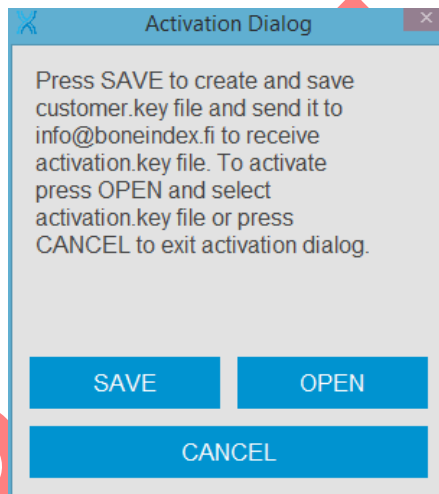 Activation Dialog
Press SAVE to create and save
customer.key file and send it to
info@boneindex.fi to receive
activation.key file. To activate
press OPEN and select
activation.key file or press
CANCEL to exit activation dialog.
SAVE
OPEN
CANCEL